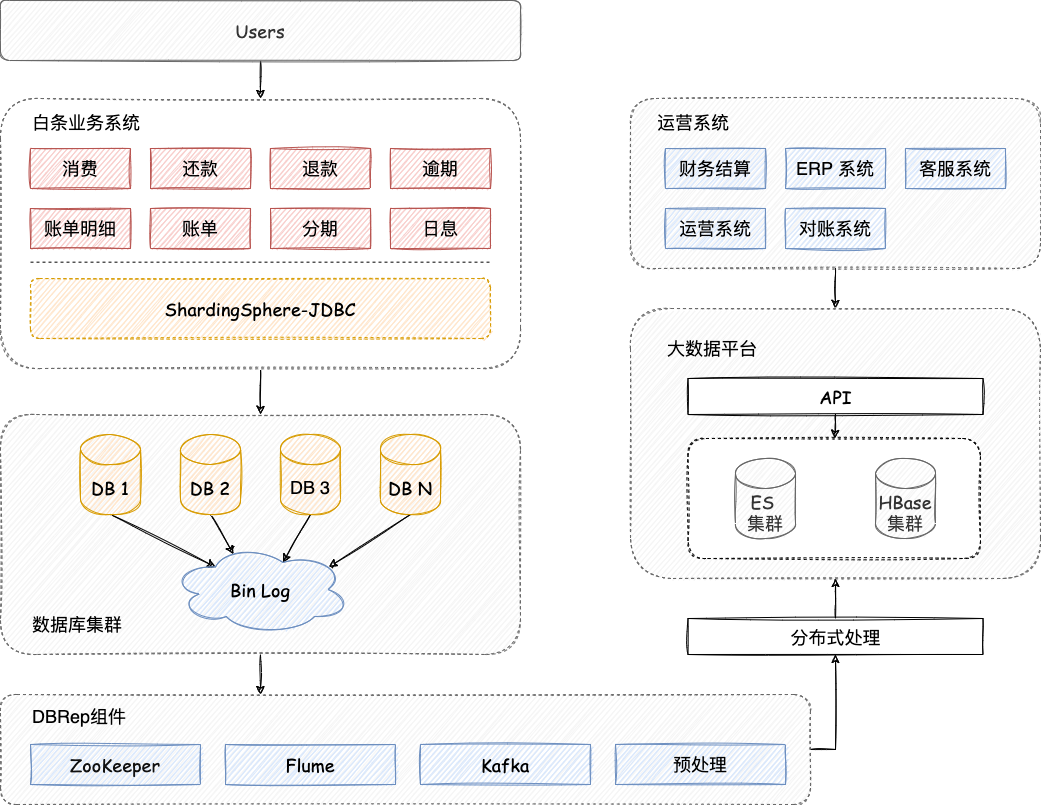 Users
白条业务系统
消费
还款
退款
逾期
账单明细
账单
分期
日息
ShardingSphere-JDBC
DB 1
DB 2
DB 3
DB N
Bin Log
数据库集群
DBRep组件
ZooKeeper
Flume
Kafka
预处理
运营系统
财务结算
ERP 系统
客服系统
运营系统
对账系统
大数据平台
API
ES
集群
HBase
集群
分布式处理